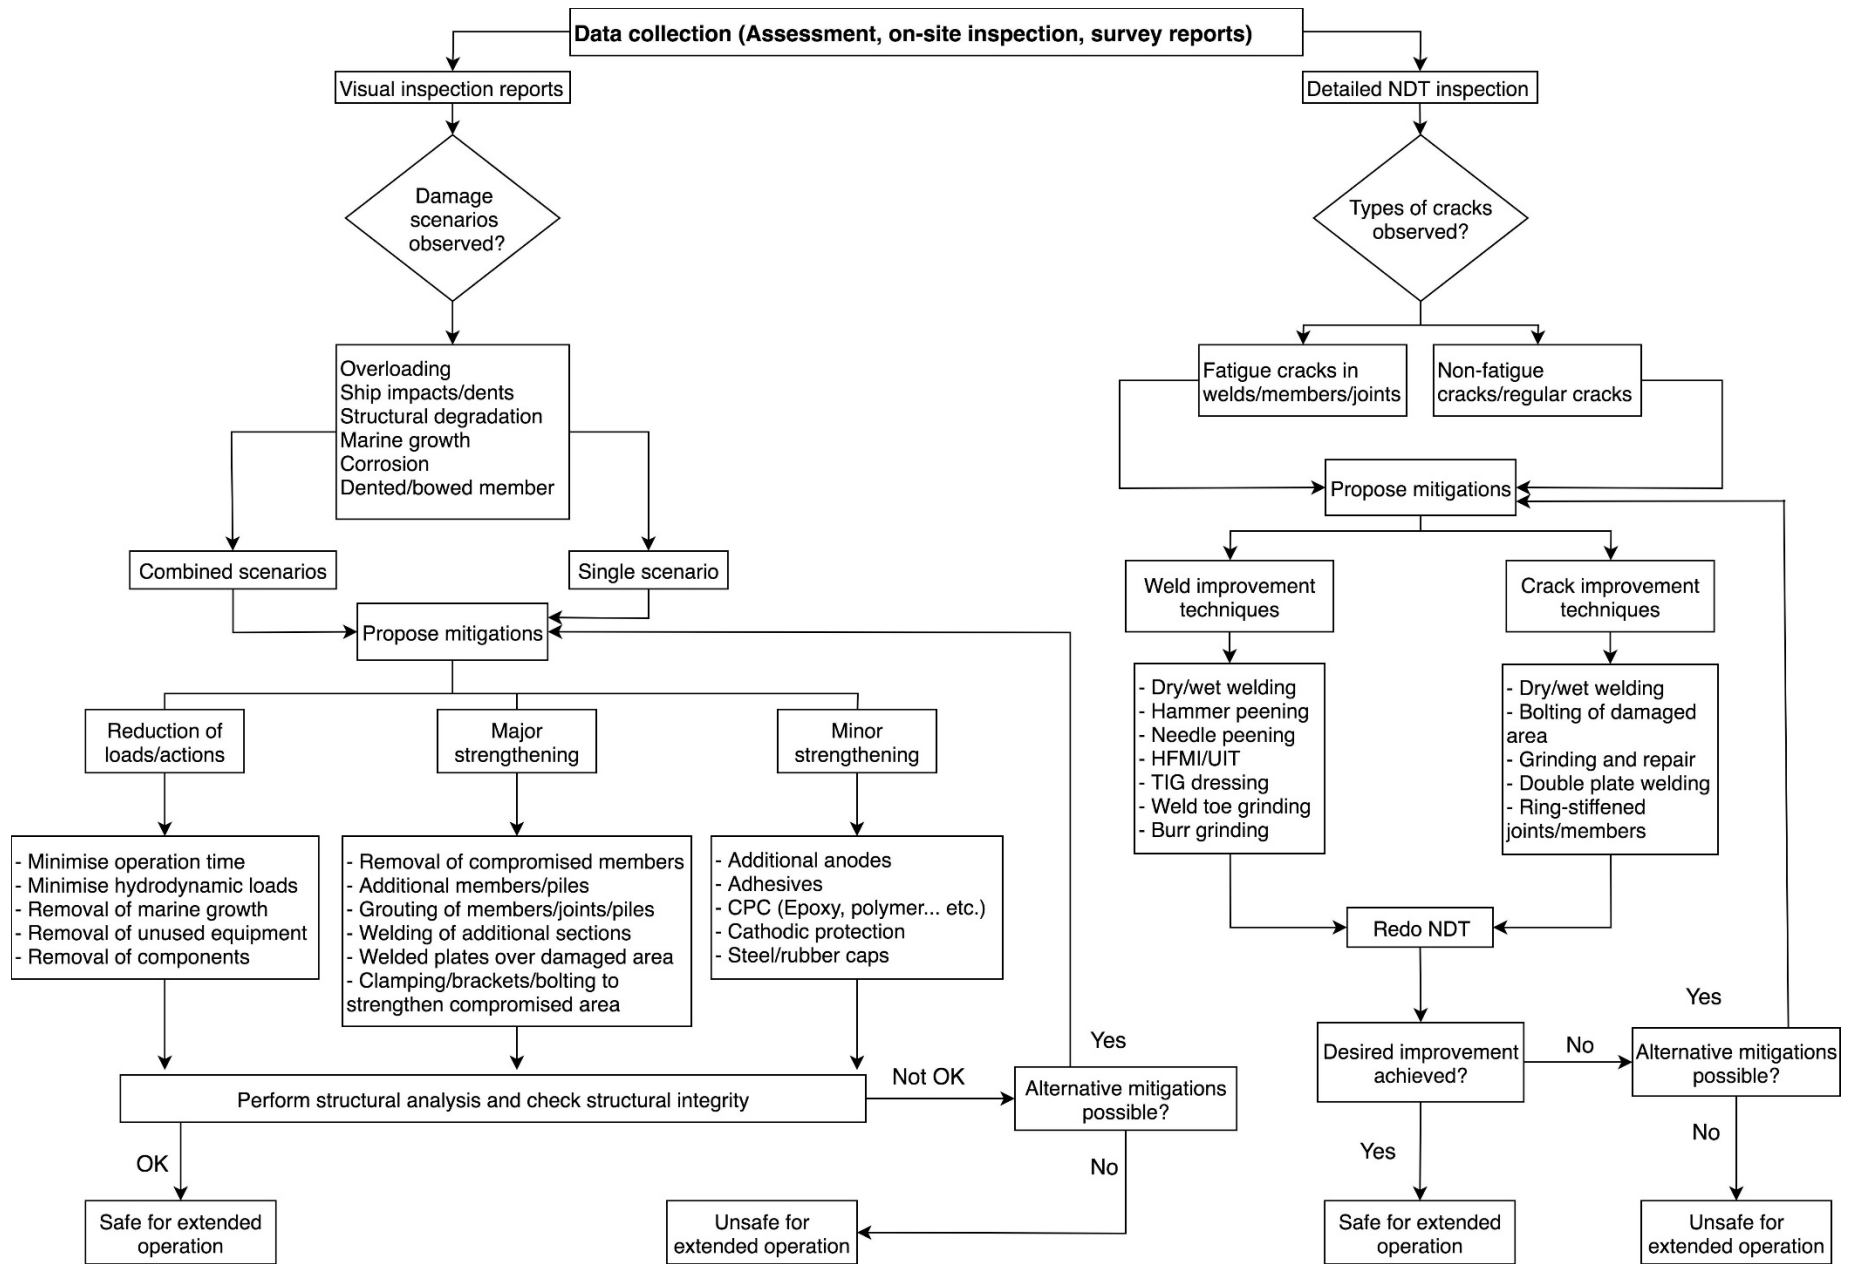 Data collection (Assessment, on-site inspection, survey reports)
Visual inspection reports
Damage
scenarios
observed?
Overloading
Ship impacts/dents
Structural degradation
Marine growth
Corrosion
Dented/bowed member
Combined scenarios
Single scenario
Propose mitigations
Reduction of
loads/actions
Major
strengthening
Minor
strengthening
- Minimise operation time
- Minimise hydrodynamic loads
- Removal of marine growth
- Removal of unused equipment
- Removal of components
- Removal of compromised members
- Additional members/piles
- Grouting of members/joints/piles
- Welding of additional sections
- Welded plates over damaged area
- Clamping/brackets/bolting to
strengthen compromised area
- Additional anodes
- Adhesives
- CPC (Epoxy, polymer... etc.)
- Cathodic protection
- Steel/rubber caps
Perform structural analysis and check structural integrity
Not OK
Alternative mitigations
possible?
Yes
No
OK
Safe for extended
operation
Unsafe for
extended operation
Detailed NDT inspection
Types of cracks
observed?
Fatigue cracks in
welds/members/joints
Non-fatigue
cracks/regular cracks
Propose mitigations
Weld improvement
techniques
Crack improvement
techniques
- Dry/wet welding
- Hammer peening
- Needle peening
- HFMI/UIT
- TIG dressing
- Weld toe grinding
- Burr grinding
- Dry/wet welding
- Bolting of damaged
area
- Grinding and repair
- Double plate welding
- Ring-stiffened
joints/members
Redo NDT
Desired improvement
achieved?
No
Alternative mitigations
possible?
Yes
Yes
No
Safe for extended
operation
Unsafe for
extended operation